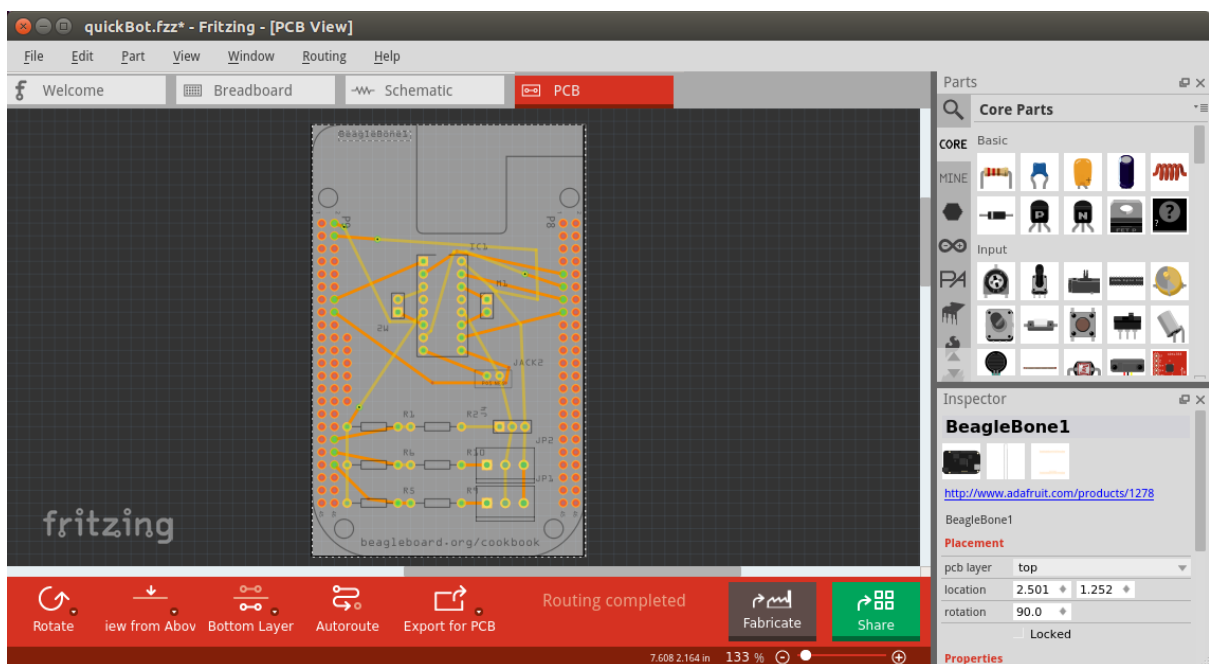 quickBot.fzz* - Fritzing - [PCB View]
File Edit Part View Window Routing Help
f Welcome
Breadboard
Schematic
PCB
Parts
Core Parts
CORE
Basic
MINE
P
N
?
Input
PA
BeagleBone1
P9
P8
IC1
M1
M2
JACK2
R1
R2
JP2
R6
R10
JP1
R5
R9
beagleboard.org/cookbook
fritzing
Inspector
BeagleBone1
http://www.adafruit.com/products/1278
BeagleBone1
Placement
pcb layer top
location 2.501 1.252
rotation 90.0
Locked
Properties
Rotate
iew from Abov
Bottom Layer
Autoroute
Export for PCB
Routing completed
Fabricate
Share
7.608 2.164 in 133 %